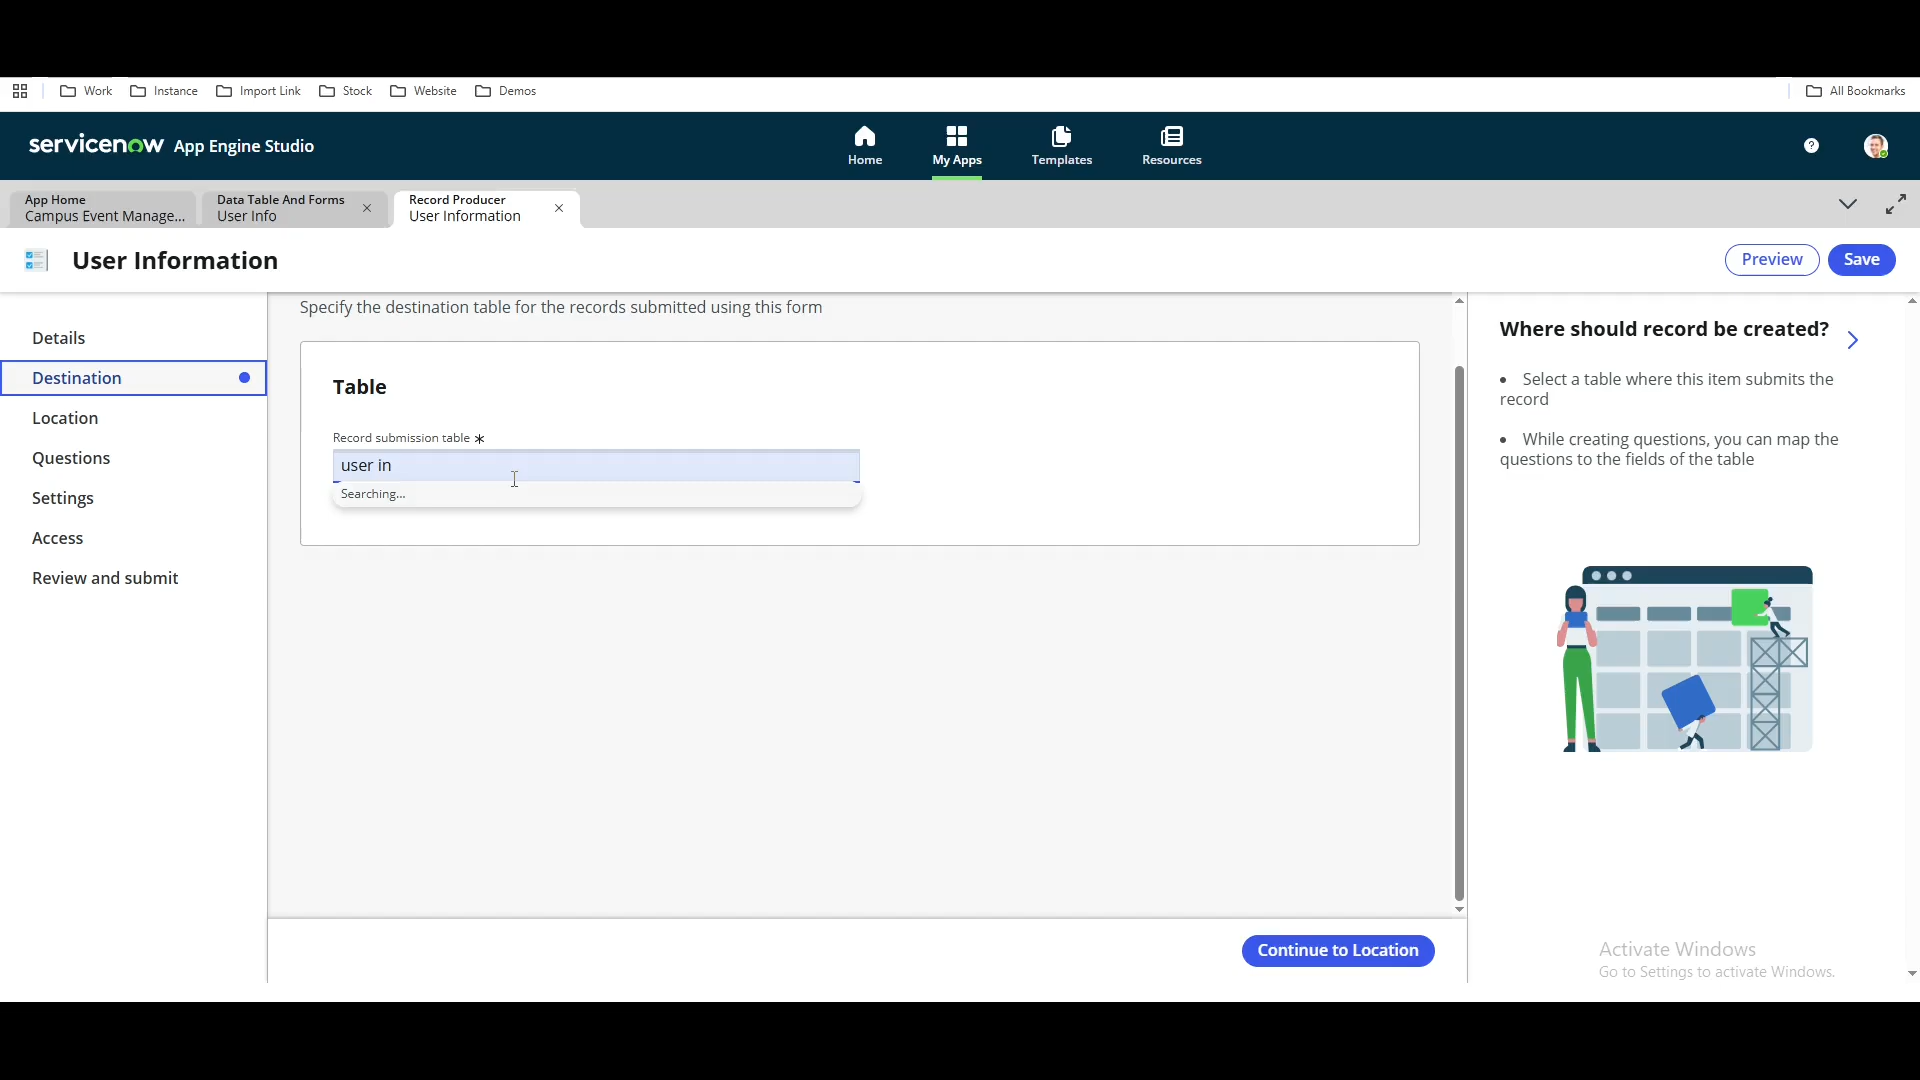 Work
Instance
Import Link
Stock
Website
Demos
All Bookmarks
servicenow App Engine Studio
Home
My Apps
Templates
Resources
?
App Home
Campus Event Manage...
Data Table And Forms
User Info
Record Producer
User Information
User Information
Preview
Save
Details
Destination
Location
Questions
Settings
Access
Review and submit
Specify the destination table for the records submitted using this form
Table
Record submission table *
user in
Searching...
Continue to Location
Where should record be created?
• Select a table where this item submits the
record
• While creating questions, you can map the
questions to the fields of the table
Activate Windows
Go to Settings to activate Windows.